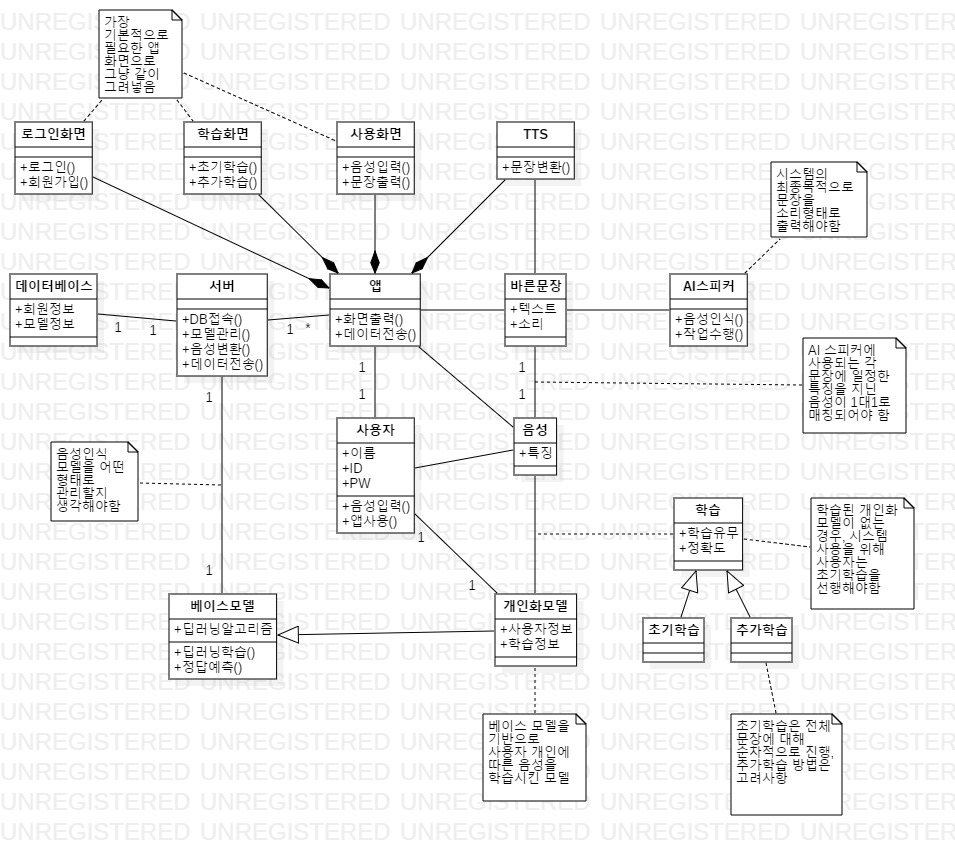 가장
기본적으로
필요한 앱
화면으로
그냥 같이
그려넣음
로그인화면
+로그인()
+회원가입()
학습화면
+초기학습()
+추가학습()
사용화면
+음성입력()
+문장출력()
TTS
+문장변환()
시스템의
최종목적으로
문장을
소리형태로
출력해야함
데이터베이스
+회원정보
+모델정보
1
1
서버
+DB접속()
+모델관리()
+음성변환()
+데이터전송()
1
*
앱
+화면출력()
+데이터전송()
바른문장
+텍스트
+소리
AI스피커
+음성인식()
+작업수행()
AI 스피커에
사용되는 각
문장에 일정한
특징을 지닌
음성이 1대1로
매칭되어야 함
1
1
1
1
1
사용자
+이름
+ID
+PW
+음성입력()
+앱사용()
음성
+특징
음성인식
모델을 어떤
형태로
관리할지
생각해야함
학습
+학습유무
+정확도
학습된 개인화
모델이 없는
경우, 시스템
사용을 위해
사용자는
초기학습을
선행해야함
1
1
1
베이스모델
+딥러닝알고리즘
+딥러닝학습()
+정답예측()
개인화모델
+사용자정보
+학습정보
초기학습
추가학습
베이스 모델을
기반으로
사용자 개인에
따른 음성을
학습시킨 모델
초기학습은 전체
문장에 대해
순차적으로 진행,
추가학습 방법은
고려사항
UNREGISTERED